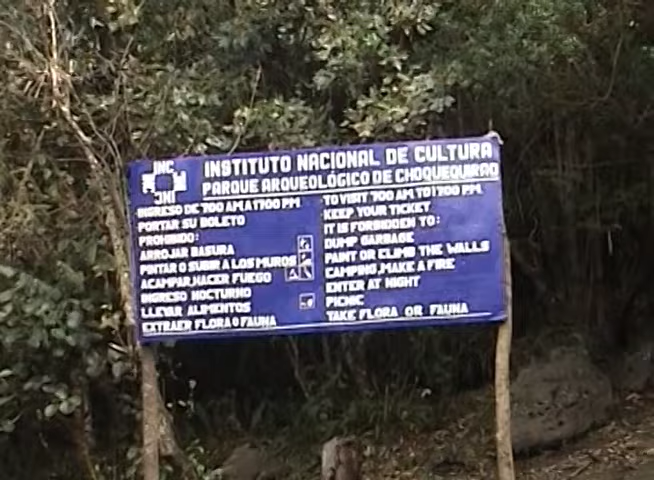 INC
INC
INSTITUTO NACIONAL DE CULTURA
PARQUE ARQUEOLÓGICO DE CHOQUEQUIRAO
INGRESO DE 700 AM A 1700 PM
PORTAR SU BOLETO
PROHIBIDO:
ARROJAR BASURA
PINTAR O SUBIR A LOS MUROS
ACAMPAR,HACER FUEGO
INGRESO NOCTURNO
LLEVAR ALIMENTOS
EXTRAER FLORA O FAUNA
TO VISIT 700 AM TO 1700 PM
KEEP YOUR TICKET
IT IS FORBIDDEN TO:
DUMP GARBAGE
PAINT OR CLIMB THE WALLS
CAMPING,MAKE A FIRE
ENTER AT NIGHT
PICNIC
TAKE FLORA OR FAUNA